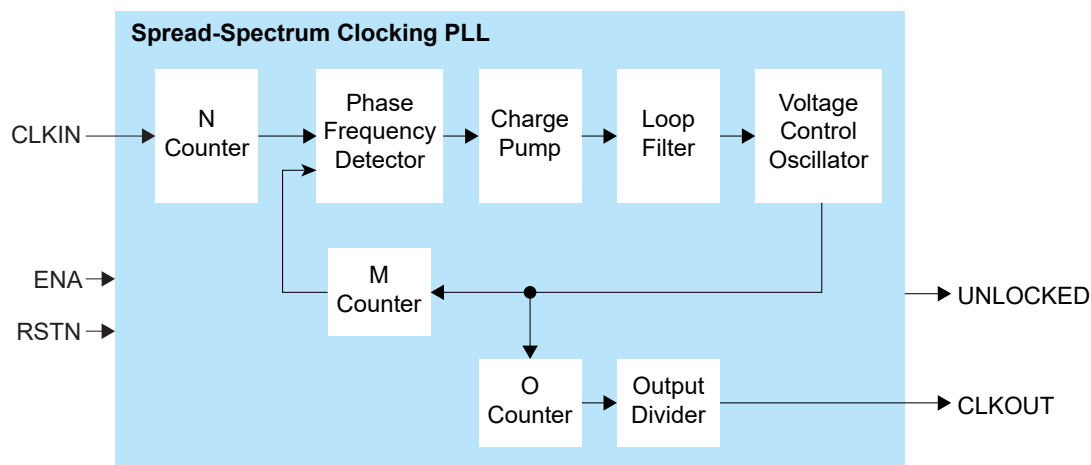 Spread-Spectrum Clocking PLL
CLKIN
N
Counter
Phase
Frequency
Detector
Charge
Pump
Loop
Filter
Voltage
Control
Oscillator
ENA
RSTN
M
Counter
UNLOCKED
O
Counter
Output
Divider
CLKOUT